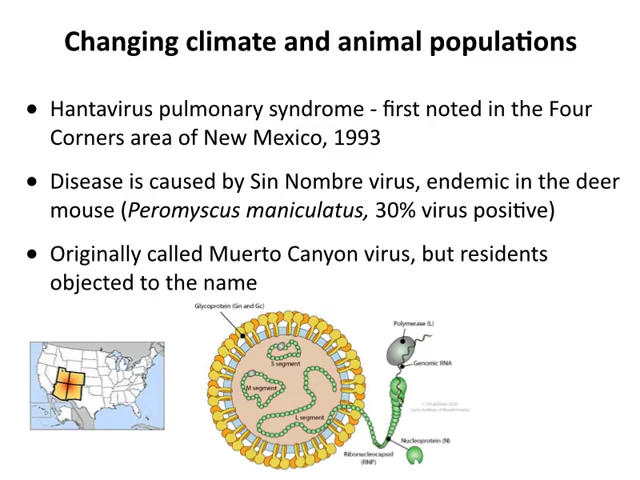 Changing climate and animal populations
• Hantavirus pulmonary syndrome - first noted in the Four
Corners area of New Mexico, 1993
• Disease is caused by Sin Nombre virus, endemic in the deer
mouse (Peromyscus maniculatus, 30% virus positive)
• Originally called Muerto Canyon virus, but residents
objected to the name
Glycoprotein (Gn and Gc)
Polymerase (L)
S segment
Genomic RNA
M segment
L segment
Nucleoprotein (N)
Ribonucleocapsid
(RNP)